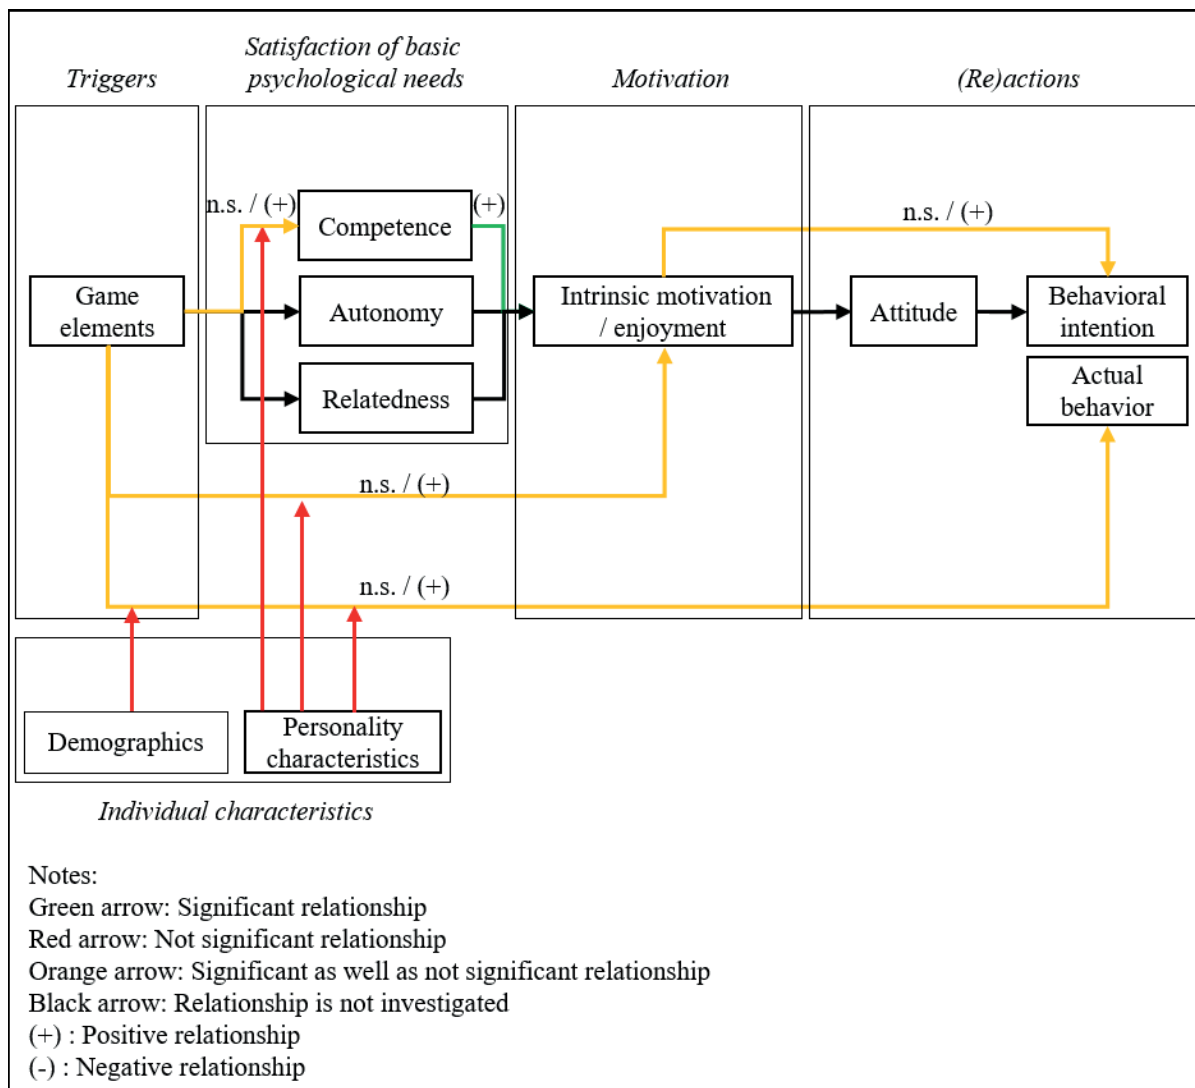 Satisfaction of basic
psychological needs
Triggers
Motivation
(Re)actions
n.s. / (+)
(+)
n.s. / (+)
Competence
Game
elements
Autonomy
Intrinsic motivation
/ enjoyment
Attitude
Behavioral
intention
Relatedness
Actual
behavior
n.s. / (+)
n.s. / (+)
Demographics
Personality
characteristics
Individual characteristics
Notes:
Green arrow: Significant relationship
Red arrow: Not significant relationship
Orange arrow: Significant as well as not significant relationship
Black arrow: Relationship is not investigated
(+) : Positive relationship
(-) : Negative relationship